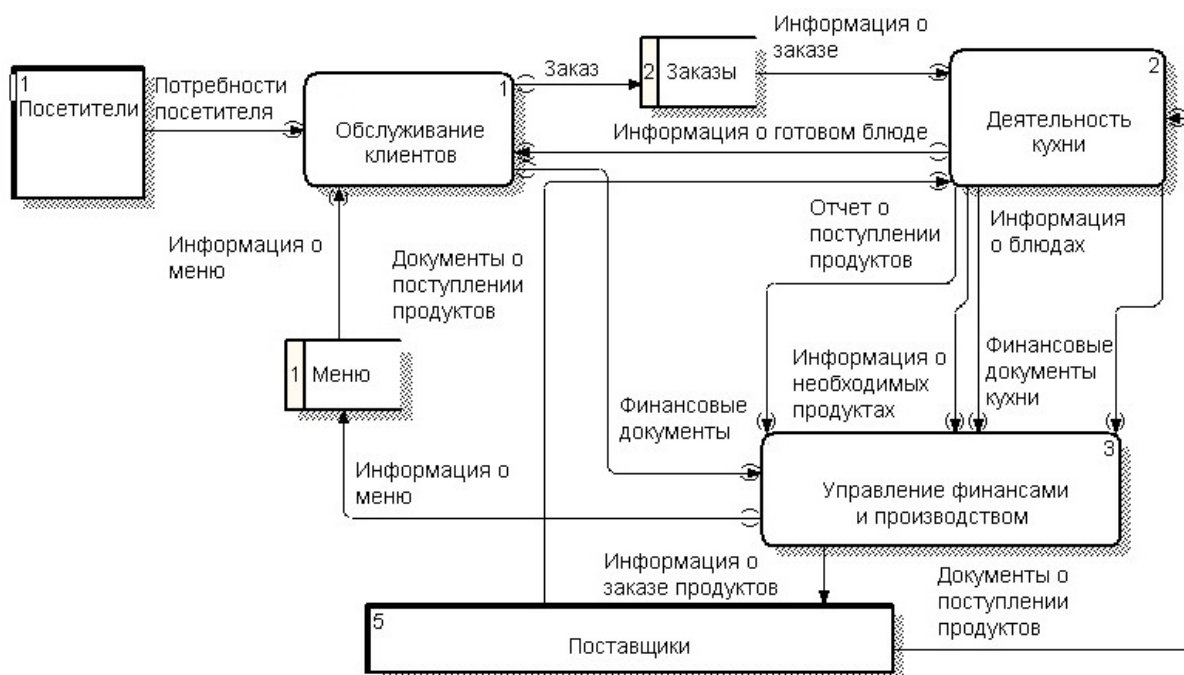 Информация о
заказе
1
Посетители
Потребности
посетителя
1
Обслуживание
клиентов
Заказ
2
Заказы
2
Деятельность
кухни
Информация о готовом блюде
Информация о
меню
Документы о
поступлении
продуктов
Отчет о
поступлении
продуктов
Информация
о блюдах
1
Меню
Информация о
необходимых
продуктах
Финансовые
документы
кухни
Финансовые
документы
Информация о
меню
3
Управление финансами
и производством
Информация о
заказе продуктов
Документы о
поступлении
продуктов
5
Поставщики